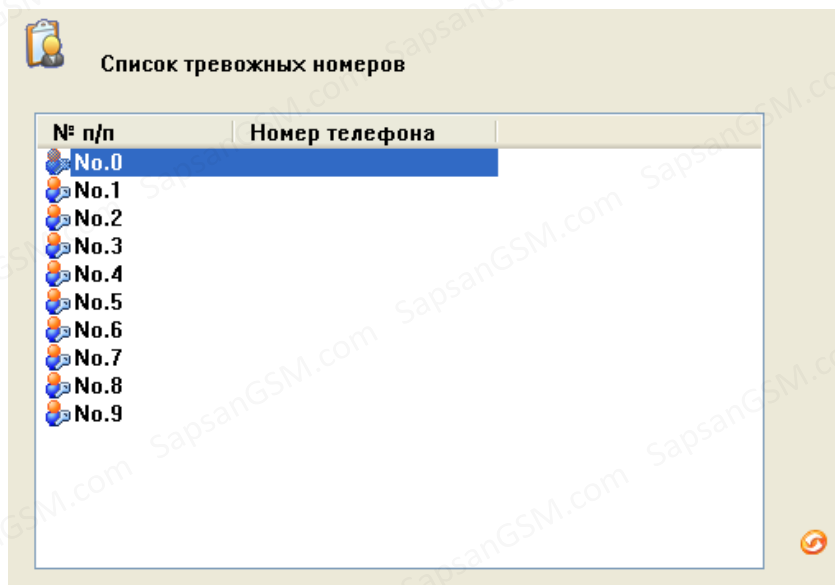 Список тревожных номеров
№ п/п Номер телефона
No.0
No.1
No.2
No.3
No.4
No.5
No.6
No.7
No.8
No.9
SapsanGSM.com